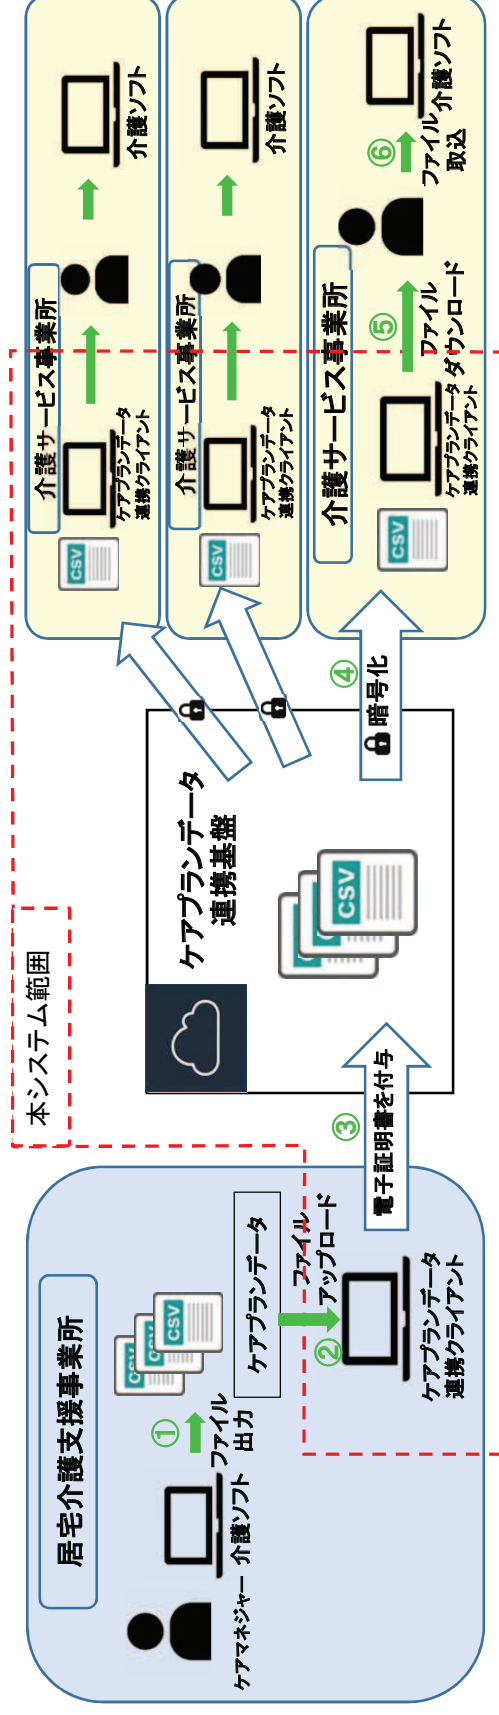 本システム範囲
居宅介護支援事業所
ケアマネジャー
介護ソフト
①
ファイル
出力
CSV
CSV
CSV
ケアプランデータ
②
ファイル
アップロード
ケアプランデータ
連携クライアント
③
電子証明書を付与
ケアプランデータ
連携基盤
CSV
CSV
CSV
④
暗号化
介護サービス事業所
CSV
ケアプランデータ
連携クライアント
介護ソフト
介護サービス事業所
CSV
ケアプランデータ
連携クライアント
介護ソフト
介護サービス事業所
CSV
ケアプランデータ
連携クライアント
⑤
ファイル
ダウンロード
⑥
ファイル
取込
介護ソフト